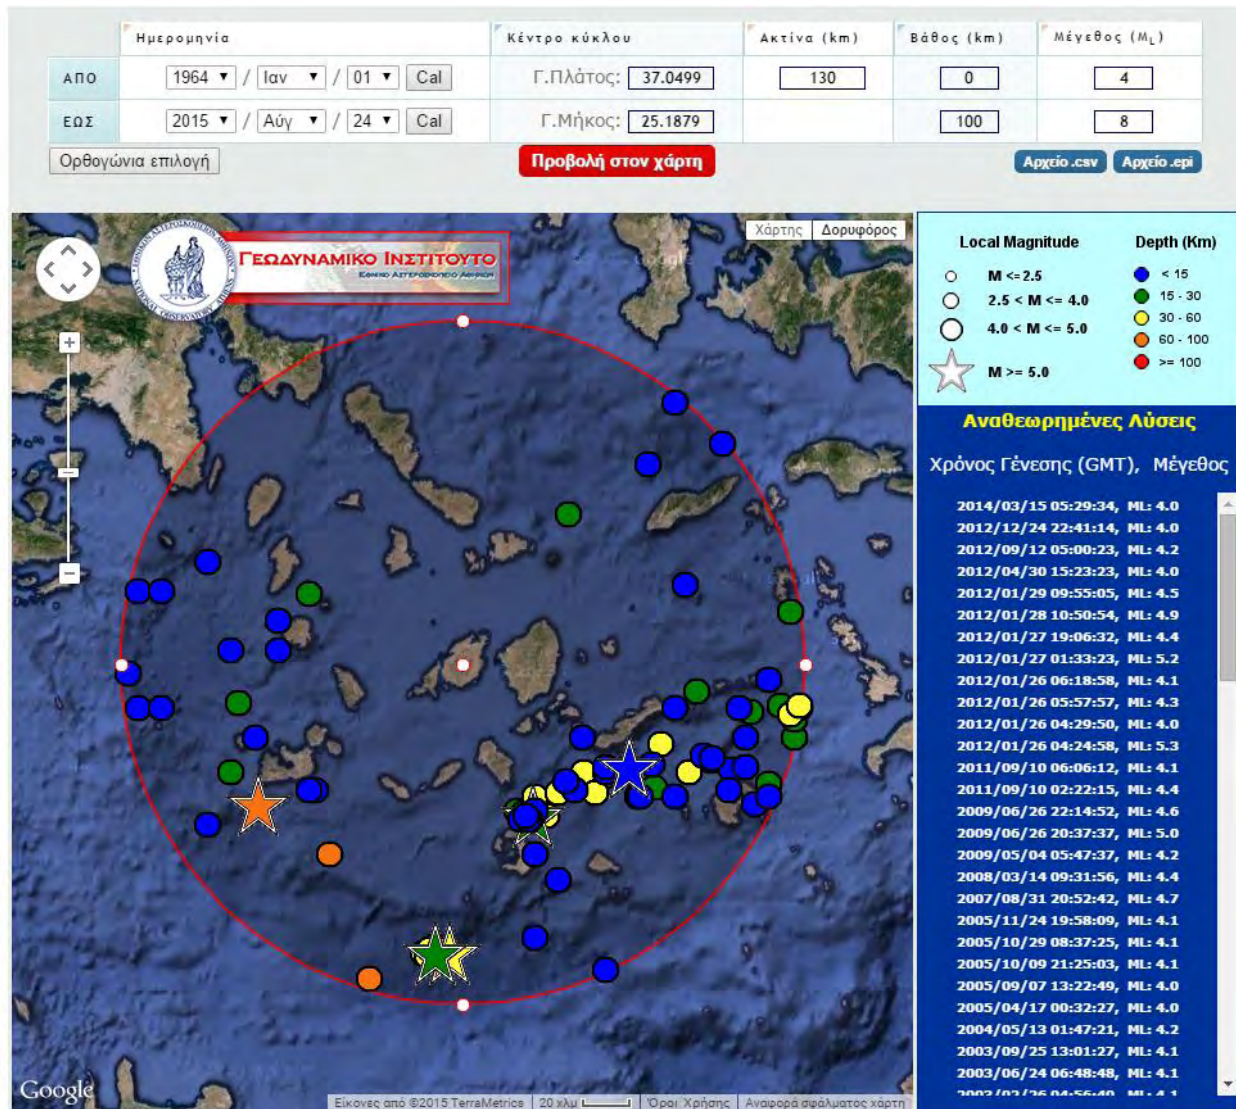 Ημερομηνία Κέντρο κύκλου Ακτίνα (km) Βάθος (km) Μέγεθος (ML)
ΑΠΟ 1964 / Ιαν / 01 Cal Γ.Πλάτος: 37.0499 130 0 4
ΕΩΣ 2015 / Αύγ / 24 Cal Γ.Μήκος: 25.1879 100 8
Ορθογώνια επιλογή Προβολή στον χάρτη Αρχείο .csv Αρχείο .epi
Χάρτης Δορυφόρος
ΓΕΩΔΥΝΑΜΙΚΟ ΙΝΣΤΙΤΟΥΤΟ
ΕΘΝΙΚΟ ΑΣΤΕΡΟΣΚΟΠΕΙΟ ΑΘΗΝΩΝ
Local Magnitude Depth (Km)
M <= 2.5 < 15
2.5 < M <= 4.0 15 - 30
4.0 < M <= 5.0 30 - 60
60 - 100
M >= 5.0 >= 100
Αναθεωρημένες Λύσεις
Χρόνος Γένεσης (GMT), Μέγεθος
2014/03/15 05:29:34, ML: 4.0
2012/12/24 22:41:14, ML: 4.0
2012/09/12 05:00:23, ML: 4.2
2012/04/30 15:23:23, ML: 4.0
2012/01/29 09:55:05, ML: 4.5
2012/01/28 10:50:54, ML: 4.9
2012/01/27 19:06:32, ML: 4.4
2012/01/27 01:33:23, ML: 5.2
2012/01/26 06:18:58, ML: 4.1
2012/01/26 05:57:57, ML: 4.3
2012/01/26 04:29:50, ML: 4.0
2012/01/26 04:24:58, ML: 5.3
2011/09/10 06:06:12, ML: 4.1
2011/09/10 02:22:15, ML: 4.4
2009/06/26 22:14:52, ML: 4.6
2009/06/26 20:37:37, ML: 5.0
2009/05/04 05:47:37, ML: 4.2
2008/03/14 09:31:56, ML: 4.4
2007/08/31 20:52:42, ML: 4.7
2005/11/24 19:58:09, ML: 4.1
2005/10/29 08:37:25, ML: 4.1
2005/10/09 21:25:03, ML: 4.1
2005/09/07 13:22:49, ML: 4.0
2005/04/17 00:32:27, ML: 4.0
2004/05/13 01:47:21, ML: 4.2
2003/09/25 13:01:27, ML: 4.1
2003/06/24 06:48:48, ML: 4.1
2003/02/26 04:56:40, ML: 4.1
Google Εικόνες από ©2015 TerraMetrics 20 χλμ Όροι Χρήσης Αναφορά σφάλματος χάρτη